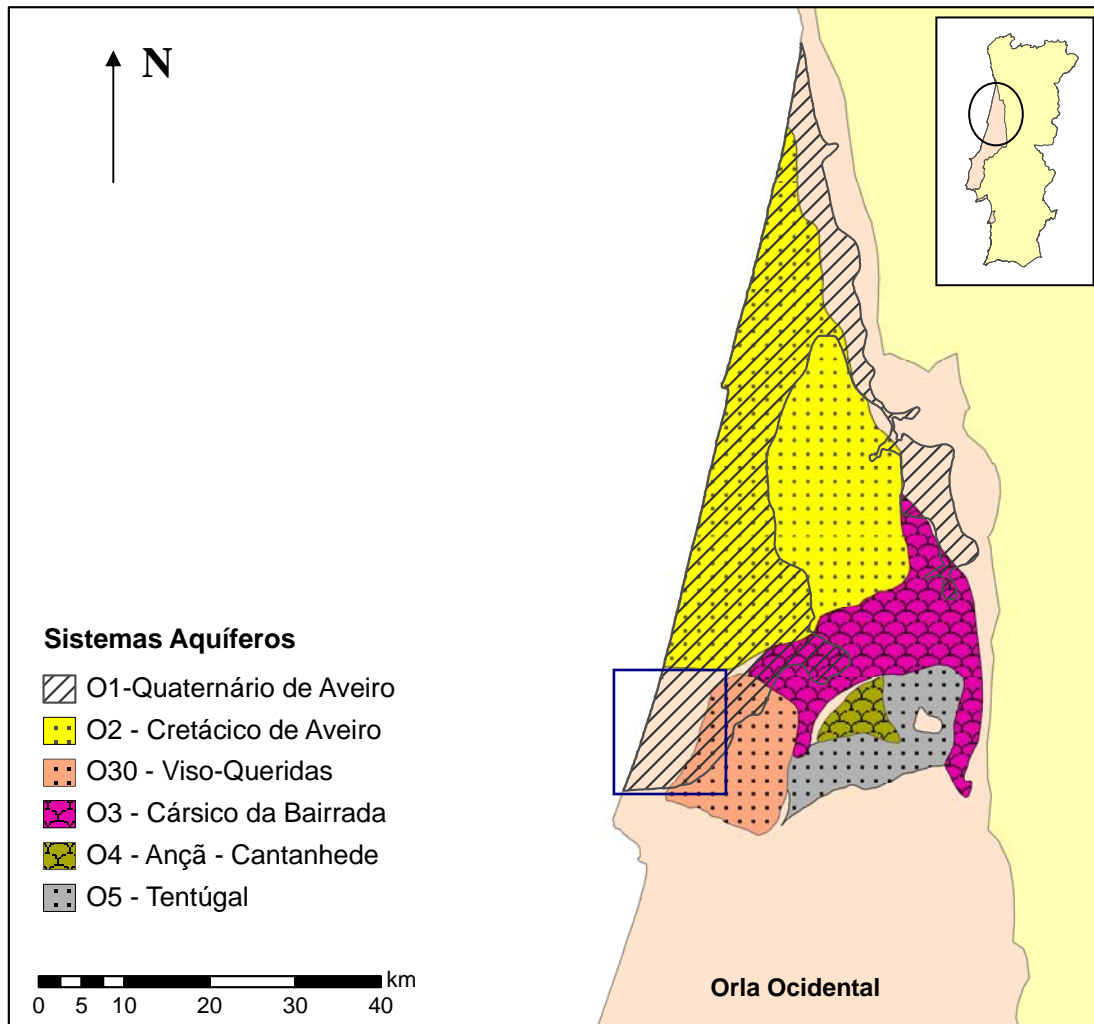 N
Sistemas Aquíferos
O1-Quaternário de Aveiro
O2 - Cretácico de Aveiro
O30 - Viso-Queridas
O3 - Cársico da Bairrada
O4 - Ançã - Cantanhede
O5 - Tentúgal
km
0 5 10 20 30 40
Orla Ocidental